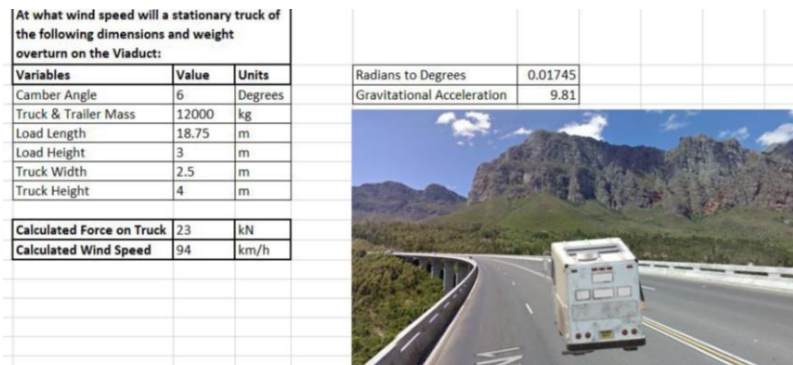 At what wind speed will a stationary truck of
the following dimensions and weight
overturn on the Viaduct:
Variables Value Units
Camber Angle 6 Degrees
Truck & Trailer Mass 12000 kg
Load Length 18.75 m
Load Height 3 m
Truck Width 2.5 m
Truck Height 4 m
Calculated Force on Truck 23 kN
Calculated Wind Speed 94 km/h
Radians to Degrees 0.01745
Gravitational Acceleration 9.81